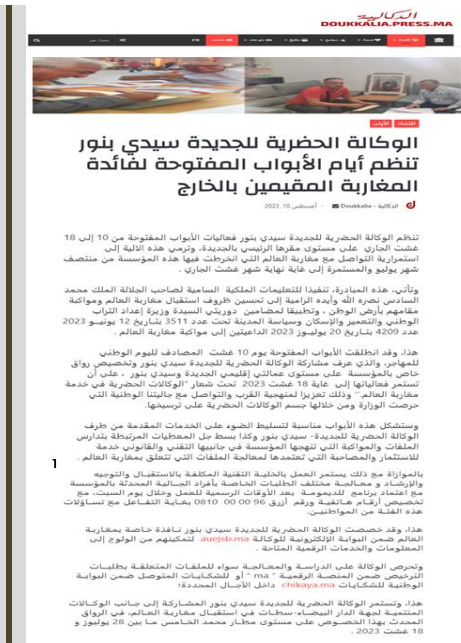 الدكالية
DOUKKALIA.PRESS.MA
اقتصاد
الأولى
الوكالة الحضرية للجديدة سيدي بنور
تنظم أيام الأبواب المفتوحة لفائدة
المغاربة المقيمين بالخارج
الدكالية - Doukkalia - أغسطس 10, 2023
تنظم الوكالة الحضرية للجديدة سيدي بنور فعاليات الأبواب المفتوحة من 10 إلى 18
غشت الجاري على مستوى مقرها الرئيسي بالجديدة، وترمي هذه الآلية إلى
استمرارية التواصل مع مغاربة العالم التي انخرطت فيها هذه المؤسسة من منتصف
شهر يوليو والمستمرة إلى غاية نهاية شهر غشت الجاري .
وتأتي، هذه المبادرة، تنفيذا للتعليمات الملكية السامية لصاحب الجلالة الملك محمد
السادس نصره الله وأيده الرامية إلى تحسين ظروف استقبال مغاربة العالم ومواكبة
مقامهم بأرض الوطن ، وتطبيقا لمضامين دوريتي السيدة وزيرة إعداد التراب
الوطني والتعمير والإسكان وسياسة المدينة تحت عدد 3511 بتاريخ 12 يونيو 2023
عدد 4209 بتاريخ 20 يوليوز 2023 الداعيتين إلى مواكبة مغاربة العالم .
هذا، وقد انطلقت الأبواب المفتوحة يوم 10 غشت المصادف لليوم الوطني
للمهاجر، والذي عرف مشاركة الوكالة الحضرية للجديدة سيدي بنور وتخصيص رواق
خاص بالمؤسسة على مستوى عمالتي إقليمي الجديدة وسيدي بنور ، على أن
تستمر فعالياتها إلى غاية 18 غشت 2023 تحت شعار "الوكالات الحضرية في خدمة
مغاربة العالم." وذلك تعزيزا لمنهجية القرب والتواصل مع جاليتنا الوطنية التي
حرصت الوزارة ومن خلالها جسم الوكالات الحضرية على ترسيخها.
وستشكل هذه الأبواب مناسبة لتسليط الضوء على الخدمات المقدمة من طرف
الوكالة الحضرية للجديدة- سيدي بنور وكذا بسط جل المعطيات المرتبطة بتدارس
الملفات والمواكبة التي تنهجها المؤسسة في جانبيها التقني والقانوني خدمة
للاستثمار والمصاحبة التي تعتمدها لمعالجة الملفات التي تتعلق بمغاربة العالم .
1
بالموازاة مع ذلك يستمر العمل بالخلية التقنية المكلفة بالاستقبال والتوجيه
والإرشاد و معالجة مختلف الطلبات الخاصة بأفراد الجالية المحدثة بالمؤسسة
مع اعتماد برنامج للديمومة بعد الأوقات الرسمية للعمل وخلال يوم السبت، مع
تخصيص أرقام هاتفية ورقم أزرق 96 00 00 0810 بغاية التفاعل مع تساؤلات
هذه الفئة من المواطنين.
هذا، وقد خصصت الوكالة الحضرية للجديدة سيدي بنور نافذة خاصة بمغاربة
العالم ضمن البوابة الإلكترونية للوكالة auejsb.ma لتمكينهم من الولوج إلى
المعلومات والخدمات الرقمية المتاحة .
وتحرص الوكالة على الدراسة والمعالجة سواء للملفات المتعلقة بطلبات
الترخيص ضمن المنصة الرقمية " ma " أو للشكايات المتوصل ضمن البوابة
الوطنية للشكايات chikaya.ma داخل الآجال المحددة؛
هذا، وتستمر الوكالة الحضرية للجديدة سيدي بنور المشاركة إلى جانب الوكالات
المنتمية لجهة الدار البيضاء-سطات في استقبال مغاربة العالم، في الرواق
المحدث بهذا الخصوص على مستوى مطار محمد الخامس ما بين 28 يوليوز و
18 غشت 2023 .